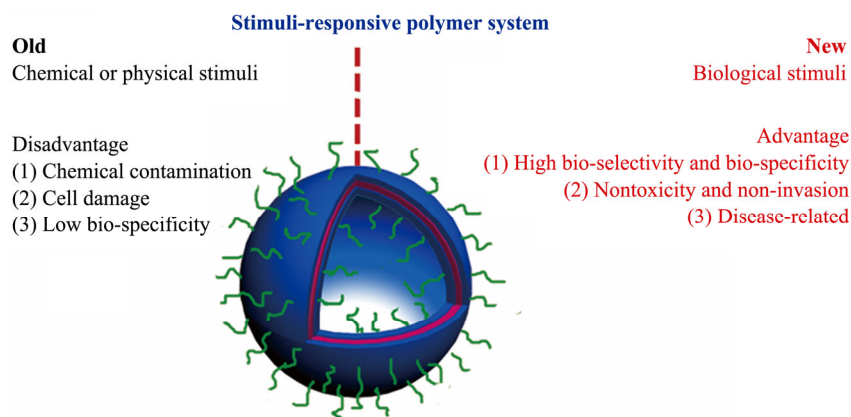 Stimuli-responsive polymer system
Old
Chemical or physical stimuli
Disadvantage
(1) Chemical contamination
(2) Cell damage
(3) Low bio-specificity
New
Biological stimuli
Advantage
(1) High bio-selectivity and bio-specificity
(2) Nontoxicity and non-invasion
(3) Disease-related